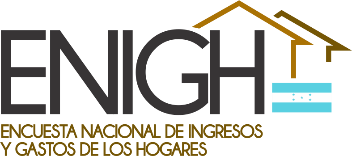 ENIGH
ENCUESTA NACIONAL DE INGRESOS
Y GASTOS DE LOS HOGARES